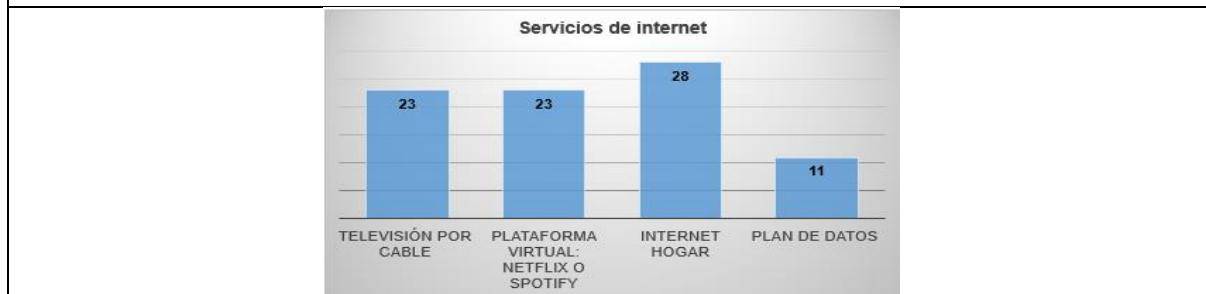 Servicios de internet
28
23
23
11
TELEVISIÓN POR
CABLE
PLATAFORMA
VIRTUAL:
NETFLIX O
SPOTIFY
INTERNET
HOGAR
PLAN DE DATOS